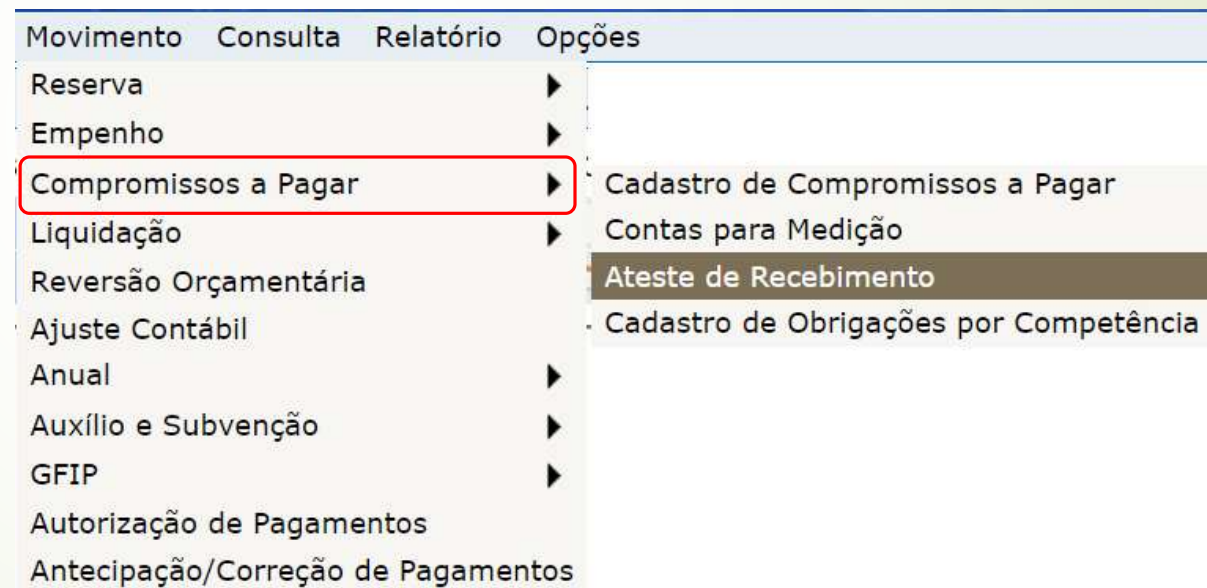 Movimento Consulta Relatório Opções
Reserva
Empenho
Compromissos a Pagar
Liquidação
Reversão Orçamentária
Ajuste Contábil
Anual
Auxílio e Subvenção
GFIP
Autorização de Pagamentos
Antecipação/Correção de Pagamentos
Cadastro de Compromissos a Pagar
Contas para Medição
Ateste de Recebimento
Cadastro de Obrigações por Competência